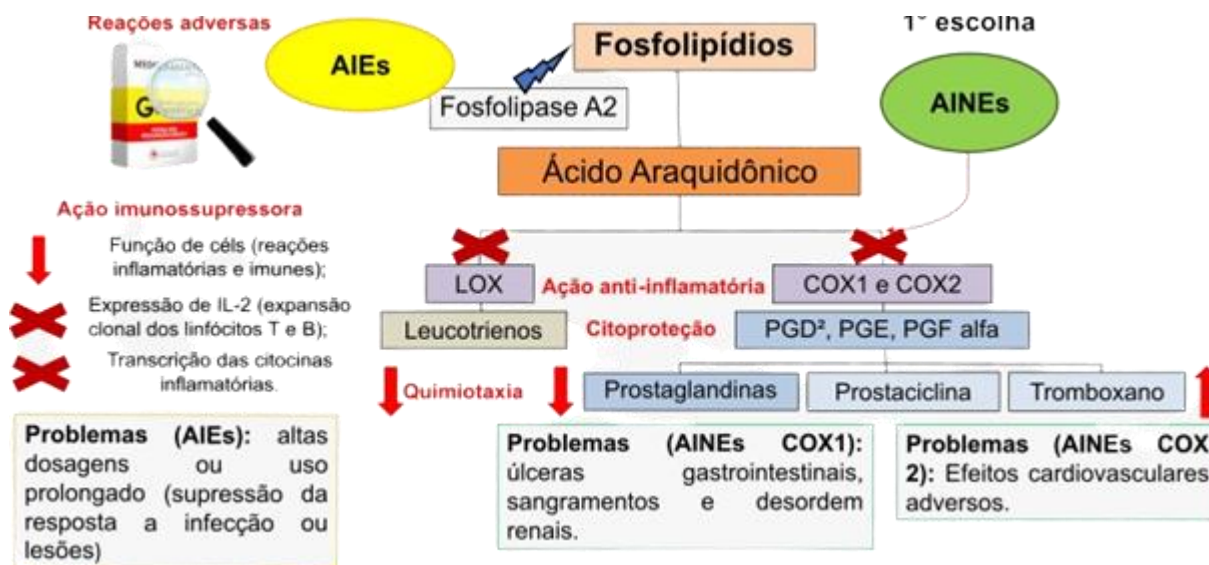 Reações adversas
1º escolha
AIEs
Fosfolipídios
AINEs
Fosfolipase A2
Ácido Araquidônico
Ação imunossupressora
Função de céls (reações
inflamatórias e imunes);
Expressão de IL-2 (expansão
clonal dos linfócitos T e B);
Transcrição das citocinas
inflamatórias.
LOX
Ação anti-inflamatória
COX1 e COX2
Leucotrienos
Citoproteção
PGD², PGE, PGF alfa
Quimiotaxia
Prostaglandinas
Prostaciclina
Tromboxano
Problemas (AIEs): altas
dosagens ou uso
prolongado (supressão da
resposta a infecção ou
lesões)
Problemas (AINEs COX1):
úlceras gastrointestinais,
sangramentos e desordem
renais.
Problemas (AINEs COX
2): Efeitos cardiovasculares
adversos.